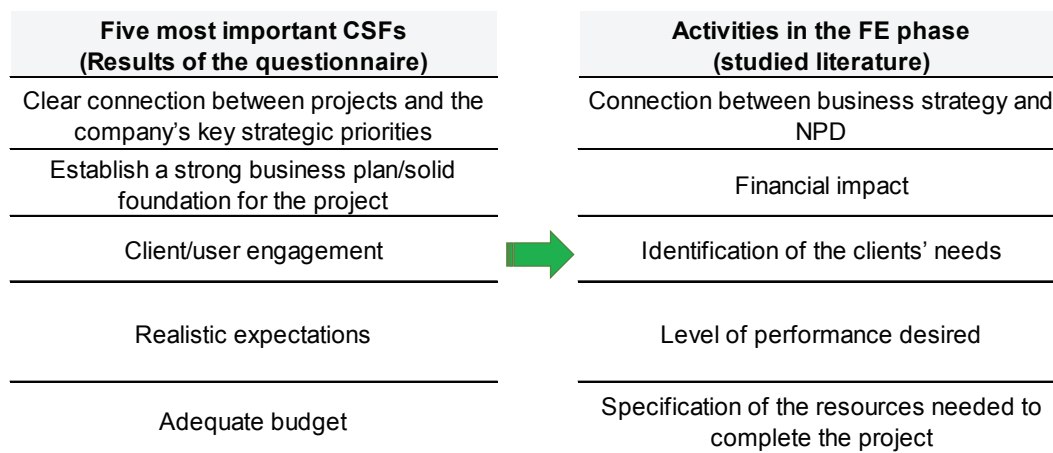 Five most important CSFs
(Results of the questionnaire)
Clear connection between projects and the
company’s key strategic priorities
Establish a strong business plan/solid
foundation for the project
Client/user engagement
Realistic expectations
Adequate budget
Activities in the FE phase
(studied literature)
Connection between business strategy and
NPD
Financial impact
Identification of the clients’ needs
Level of performance desired
Specification of the resources needed to
complete the project